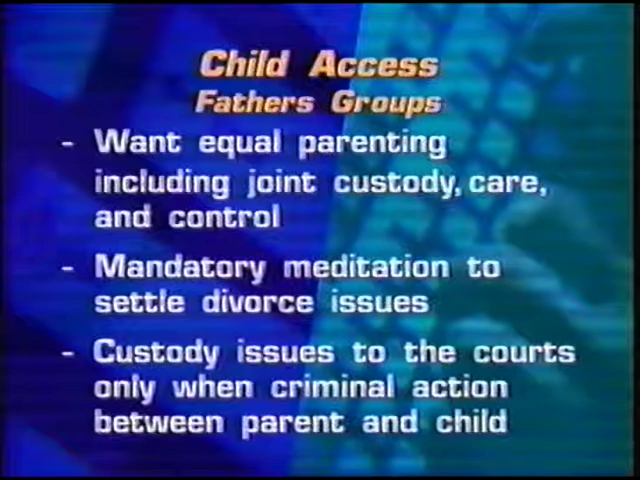 Child Access
Fathers Groups
- Want equal parenting
including joint custody, care,
and control
- Mandatory meditation to
settle divorce issues
- Custody issues to the courts
only when criminal action
between parent and child